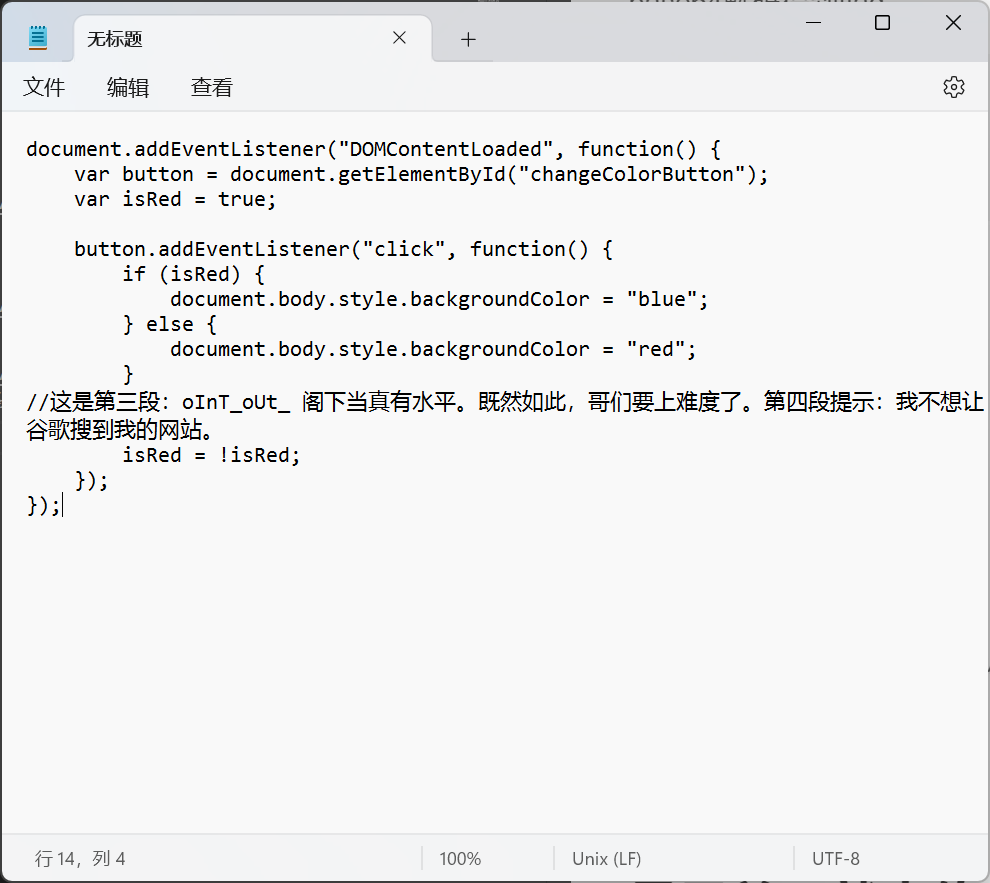 无标题
文件 编辑 查看
document.addEventListener("DOMContentLoaded", function() {
    var button = document.getElementById("changeColorButton");
    var isRed = true;

    button.addEventListener("click", function() {
        if (isRed) {
            document.body.style.backgroundColor = "blue";
        } else {
            document.body.style.backgroundColor = "red";
        }
//这是第三段：oInT_oUt_ 阁下当真有水平。既然如此，哥们要上难度了。第四段提示：我不想让
谷歌搜到我的网站。
        isRed = !isRed;
    });
});
行 14，列 4 100% Unix (LF) UTF-8